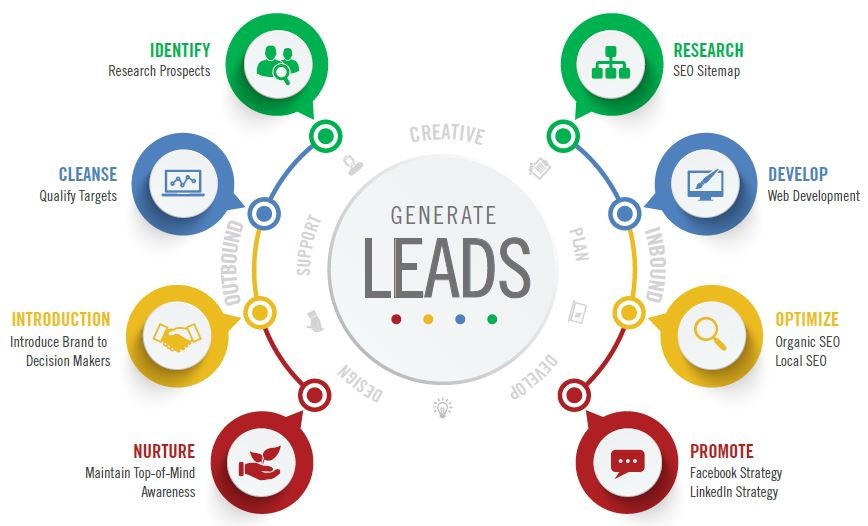 IDENTIFY
Research Prospects
CLEANSE
Qualify Targets
INTRODUCTION
Introduce Brand to
Decision Makers
NURTURE
Maintain Top-of-Mind
Awareness
OUTBOUND
SUPPORT
CREATIVE
PLAN
DEVELOP
DESIGN
GENERATE
LEADS
INBOUND
RESEARCH
SEO Sitemap
DEVELOP
Web Development
OPTIMIZE
Organic SEO
Local SEO
PROMOTE
Facebook Strategy
LinkedIn Strategy